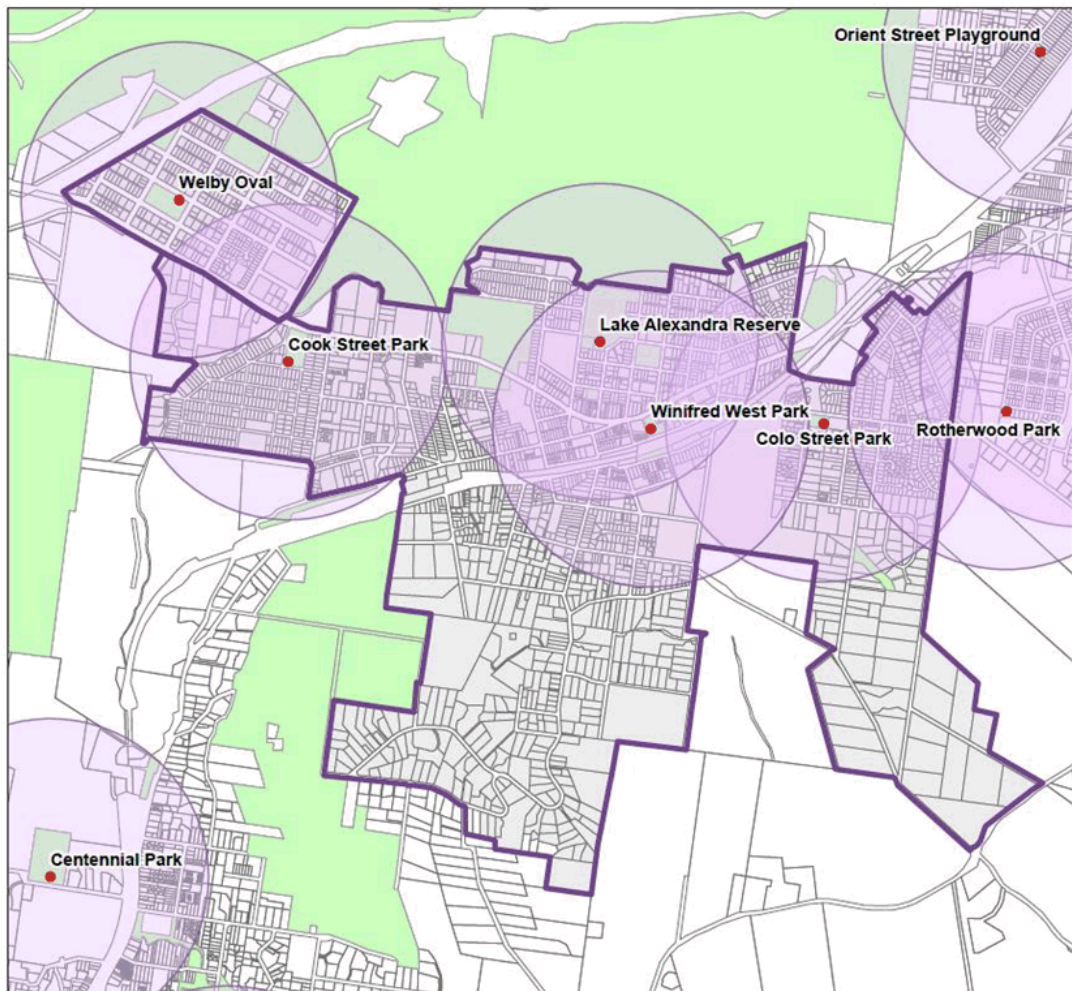 Orient Street Playground
Welby Oval
Lake Alexandra Reserve
Cook Street Park
Winifred West Park
Colo Street Park
Rotherwood Park
Centennial Park